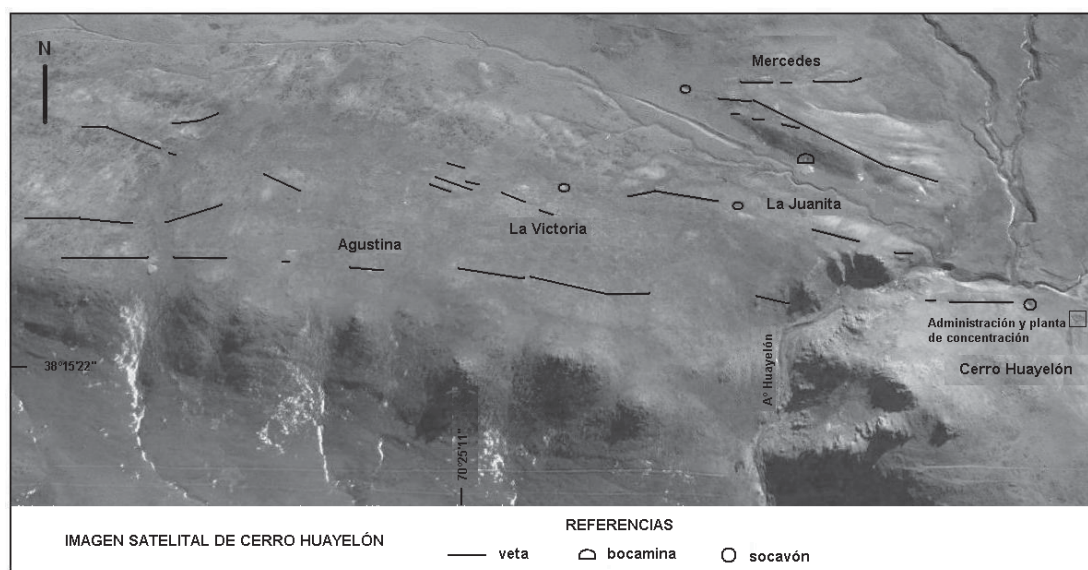 N
Mercedes
La Juanita
La Victoria
Agustina
Administración y planta
de concentración
Cerro Huayelón
38°15'22"
A° Huayelón
70°25'11"
IMAGEN SATELITAL DE CERRO HUAYELÓN
REFERENCIAS
veta
bocamina
socavón